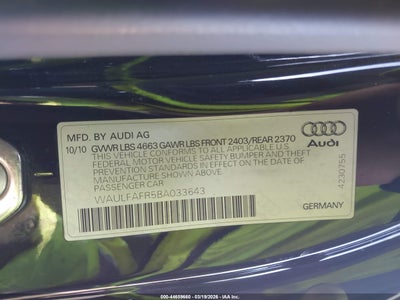 MFD. BY AUDI AG
10/10 GVWR LBS 4663 GAWR LBS FRONT 2403/REAR 2370
THIS VEHICLE CONFORMS TO ALL APPLICABLE U.S.
FEDERAL MOTOR VEHICLE SAFETY BUMPER AND THEFT
PREVENTION STANDARDS IN EFFECT ON THE DATE OF
MANUFACTURE SHOWN ABOVE.
PASSENGER CAR
WAULFAFR5BA033643
Audi
4230755
GERMANY
000-44659660 - 03/19/2026 - IAA Inc.